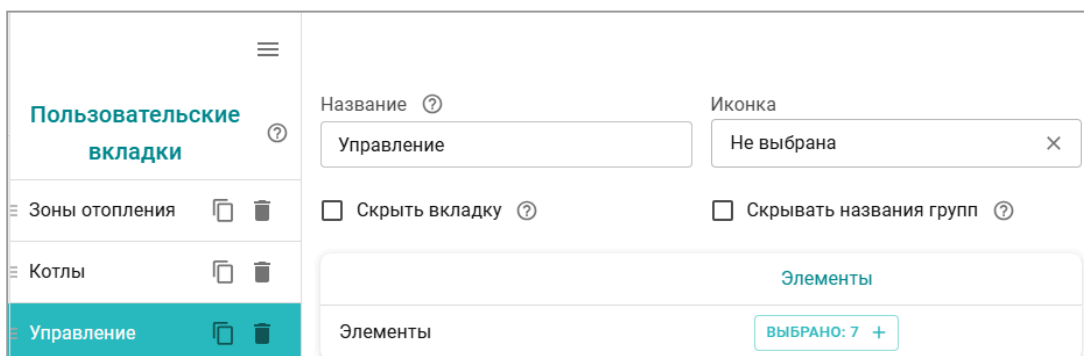 Пользовательские
вкладки
Зоны отопления
Котлы
Управление
Название
Иконка
Управление
Не выбрана
Скрыть вкладку
Скрывать названия групп
Элементы
Элементы
ВЫБРАНО: 7 +